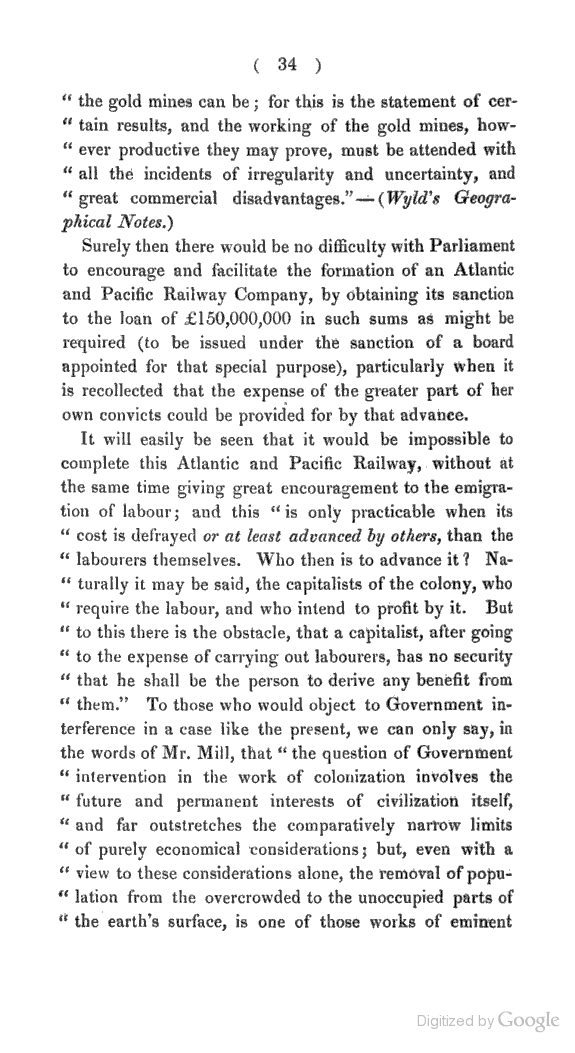 ( 34 )
“ the gold mines can be ; for this is the statement of cer-
“ tain results, and the working of the gold mines, how-
“ ever productive they may prove, must be attended with
“ all the incidents of irregularity and uncertainty, and
“ great commercial disadvantages.”—(Wyld's Geogra-
phical Notes.)
Surely then there would be no difficulty with Parliament
to encourage and facilitate the formation of an Atlantic
and Pacific Railway Company, by obtaining its sanction
to the loan of £150,000,000 in such sums as might be
required (to be issued under the sanction of a board
appointed for that special purpose), particularly when it
is recollected that the expense of the greater part of her
own convicts could be provided for by that advance.
It will easily be seen that it would be impossible to
complete this Atlantic and Pacific Railway, without at
the same time giving great encouragement to the emigra-
tion of labour; and this “ is only practicable when its
“ cost is defrayed or at least advanced by others, than the
“ labourers themselves. Who then is to advance it ? Na-
“ turally it may be said, the capitalists of the colony, who
“ require the labour, and who intend to profit by it. But
“ to this there is the obstacle, that a capitalist, after going
“ to the expense of carrying out labourers, has no security
“ that he shall be the person to derive any benefit from
“ them.” To those who would object to Government in-
terference in a case like the present, we can only say, in
the words of Mr. Mill, that “ the question of Government
“ intervention in the work of colonization involves the
“ future and permanent interests of civilization itself,
“ and far outstretches the comparatively narrow limits
“ of purely economical considerations; but, even with a
“ view to these considerations alone, the removal of popu-
“ lation from the overcrowded to the unoccupied parts of
“ the earth's surface, is one of those works of eminent
Digitized by Google